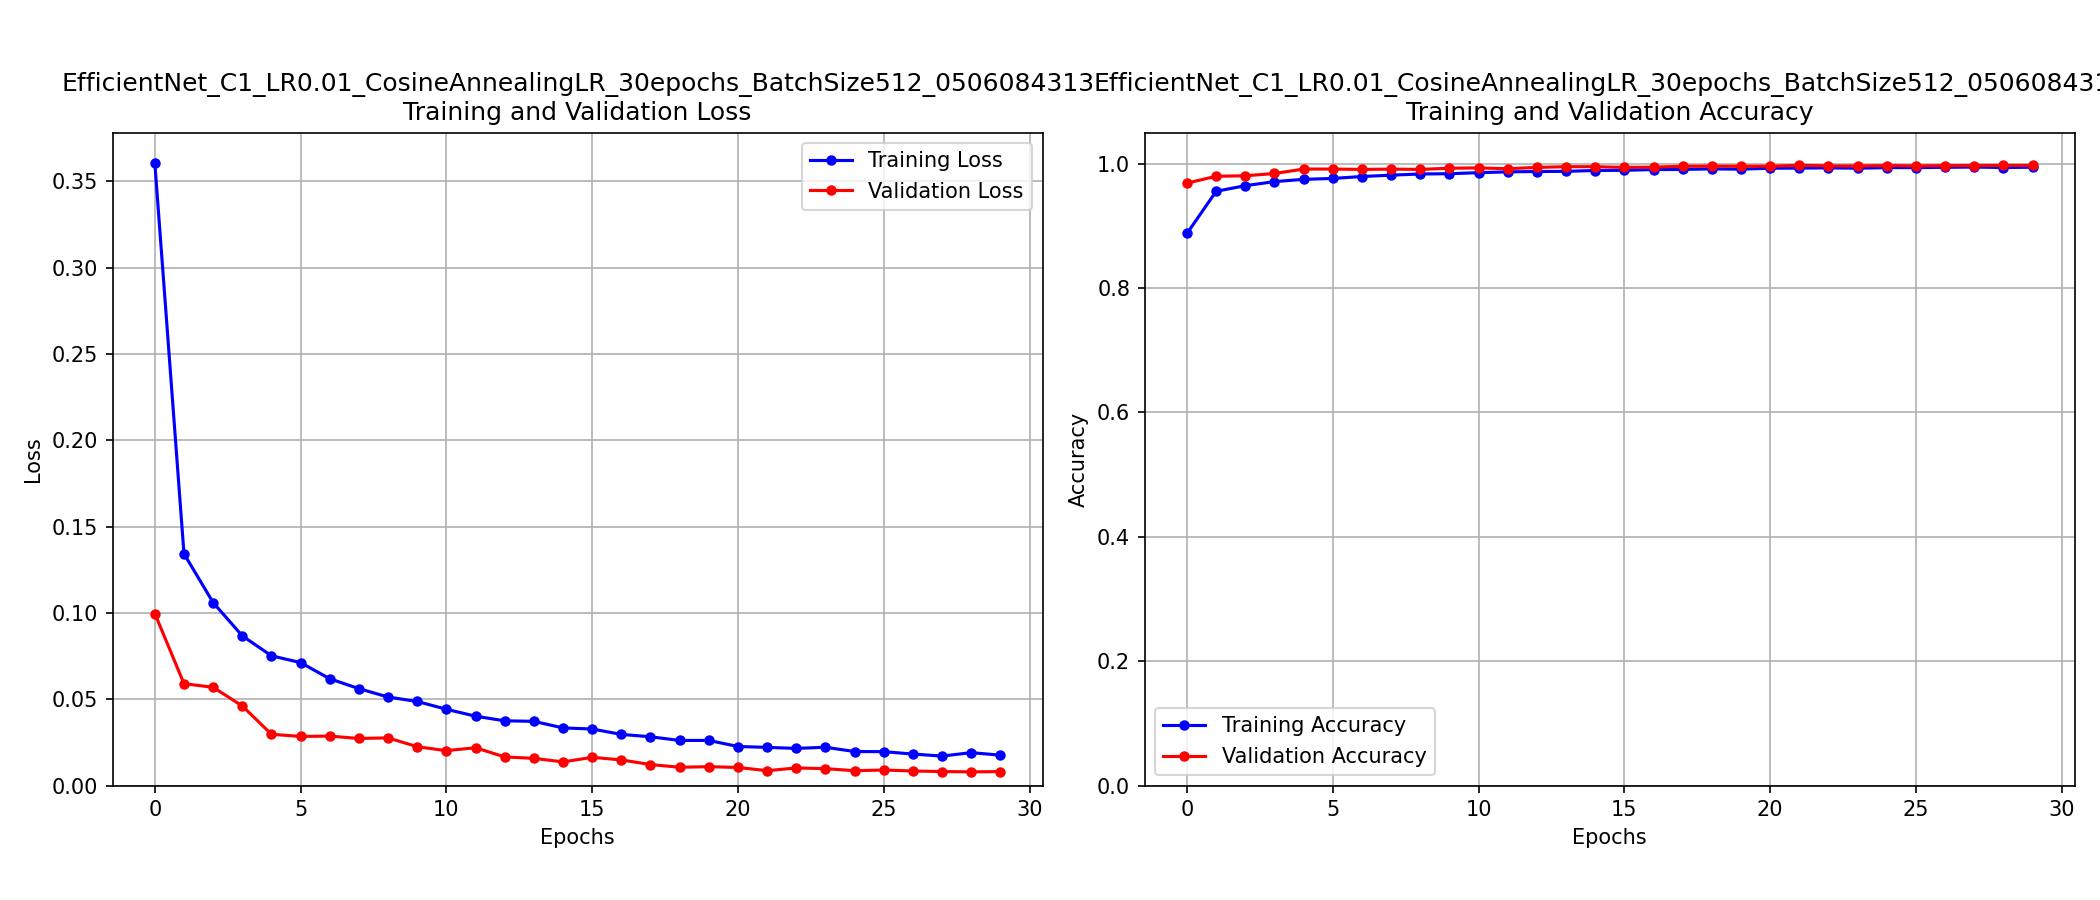 EfficientNet_C1_LR0.01_CosineAnnealingLR_30epochs_BatchSize512_0506084313
Training and Validation Loss
0.35
0.30
0.25
0.20
0.15
0.10
0.05
0.00
Loss
Training Loss
Validation Loss
0
5
10
15
20
25
30
Epochs
EfficientNet_C1_LR0.01_CosineAnnealingLR_30epochs_BatchSize512_050608431
Training and Validation Accuracy
1.0
0.8
0.6
0.4
0.2
0.0
Accuracy
Training Accuracy
Validation Accuracy
0
5
10
15
20
25
30
Epochs